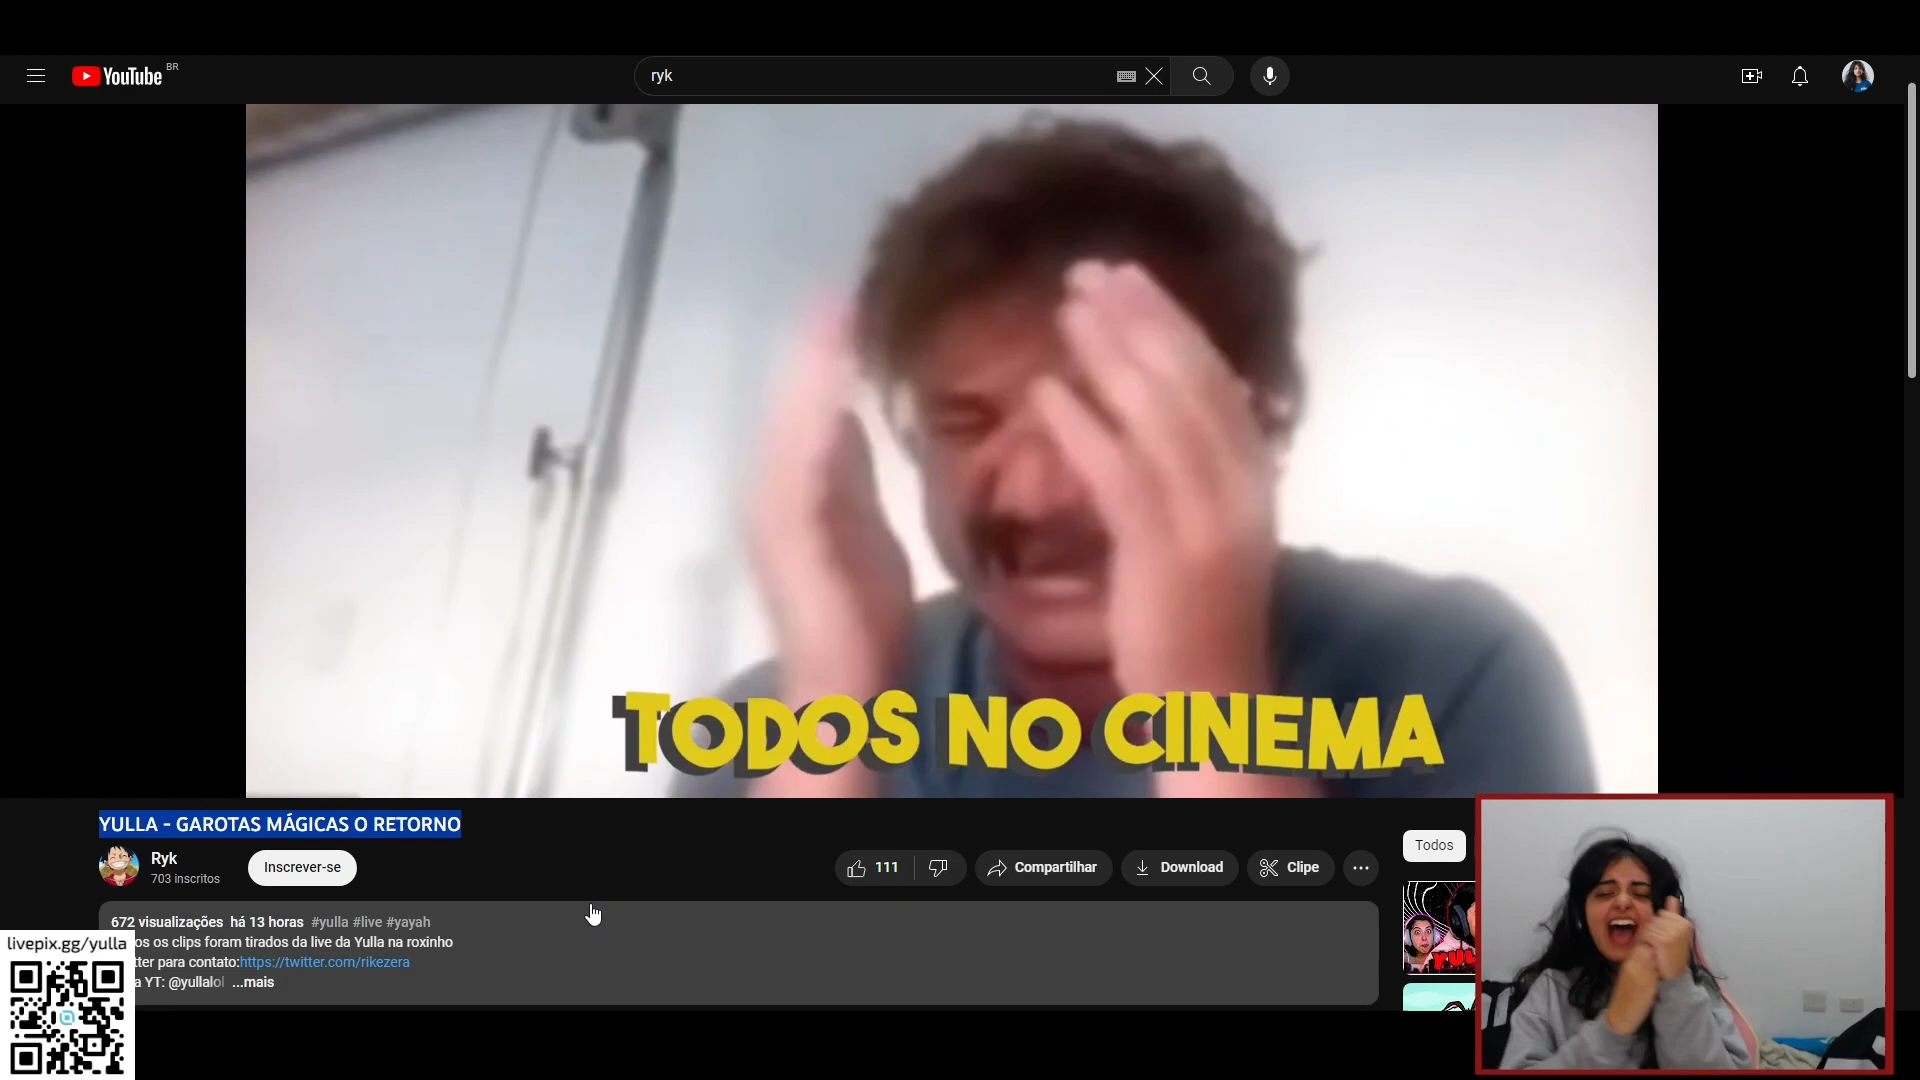 YouTube BR
ryk
TODOS NO CINEMA
YULLA - GAROTAS MÁGICAS O RETORNO
Ryk
703 inscritos
Inscrever-se
111
Compartilhar
Download
Clipe
Todos
672 visualizações há 13 horas #yulla #live #yayah
os os clips foram tirados da live da Yulla na roxinho
tter para contato:https://twitter.com/rikezera
a YT: @yullalol ...mais
livepix.gg/yulla